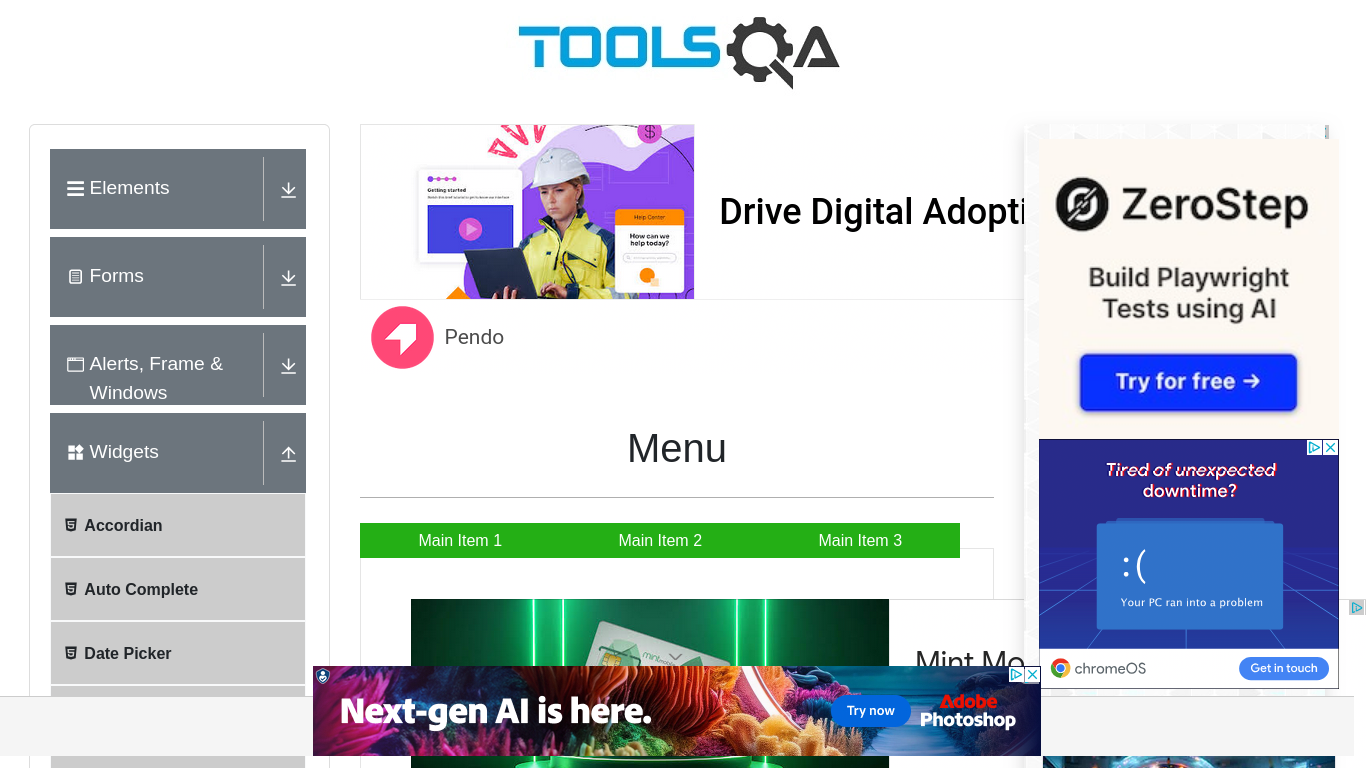 TOOLSQA
Elements
Forms
Alerts, Frame &
Windows
Widgets
Accordian
Auto Complete
Date Picker
Getting started
Help Center
How can we
help today?
$
Drive Digital Adopti
Pendo
Menu
Main Item 1
Main Item 2
Main Item 3
mint
Mint Mo
ZeroStep
Build Playwright
Tests using AI
Try for free →
Tired of unexpected
downtime?
:(
Your PC ran into a problem
chromeOS
Get in touch
Next-gen AI is here.
Try now
Adobe
Photoshop